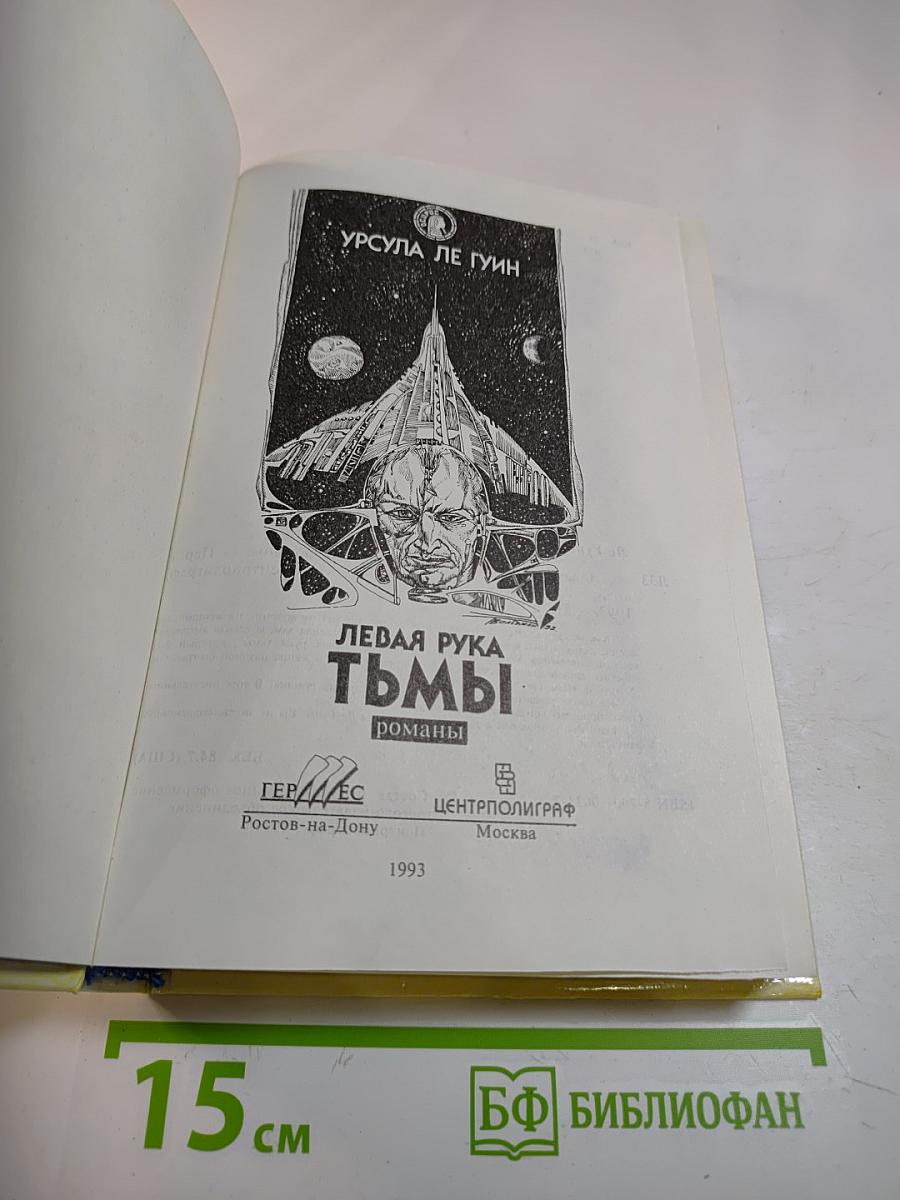 УРСУЛА ЛЕ ГУИН
ЛЕВАЯ РУКА
ТЬМЫ
романы
ГЕРМЕС
Ростов-на-Дону
ЦЕНТРПОЛИГРАФ
Москва
1993
15 см
БФ БИБЛИОФАН